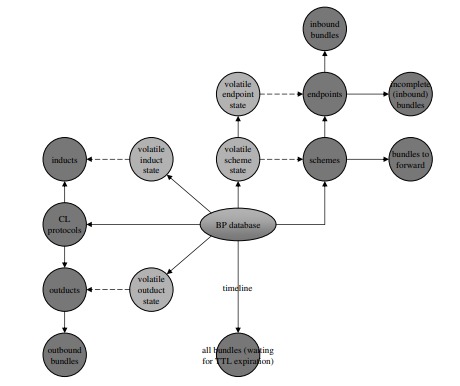 inbound
bundles
volatile
endpoint
state
endpoints
incomplete
(inbound)
bundles
inducts
volatile
induct
state
volatile
scheme
state
schemes
bundles to
forward
CL
protocols
BP database
outducts
volatile
outduct
state
timeline
outbound
bundles
all bundles (waiting
for TTL expiration)